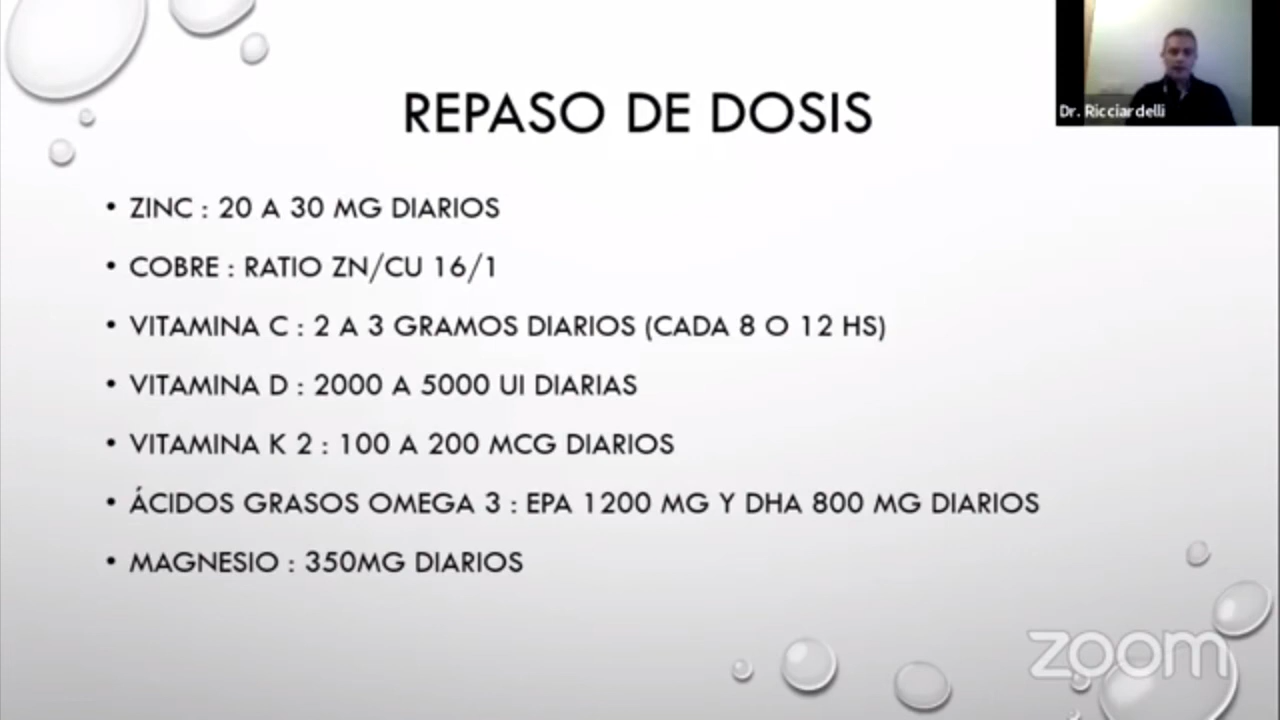 Dr. Ricciardelli
REPASO DE DOSIS
• ZINC : 20 A 30 MG DIARIOS
• COBRE : RATIO ZN/CU 16/1
• VITAMINA C : 2 A 3 GRAMOS DIARIOS (CADA 8 O 12 HS)
• VITAMINA D : 2000 A 5000 UI DIARIAS
• VITAMINA K 2 : 100 A 200 MCG DIARIOS
• ÁCIDOS GRASOS OMEGA 3 : EPA 1200 MG Y DHA 800 MG DIARIOS
• MAGNESIO : 350MG DIARIOS
zoom